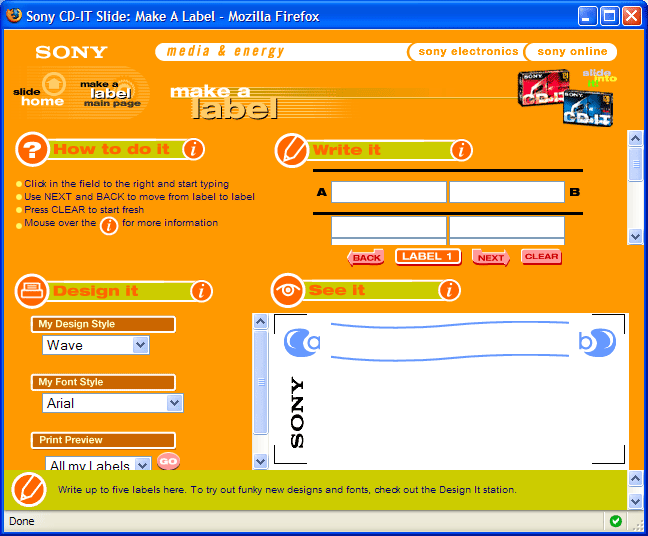 Sony CD-IT Slide: Make A Label - Mozilla Firefox
SONY
media & energy
sony electronics
sony online
slide home
make a label main page
make a label
SONY
CD-IT
SONY
CD-IT
slide into it!
? How to do it i
Click in the field to the right and start typing
Use NEXT and BACK to move from label to label
Press CLEAR to start fresh
Mouse over the i for more information
Write it i
A B
BACK LABEL 1 NEXT CLEAR
Design it i
My Design Style
Wave
My Font Style
Arial
Print Preview
All my Labels GO
See it i
a b
SONY
Write up to five labels here. To try out funky new designs and fonts, check out the Design It station.
Done